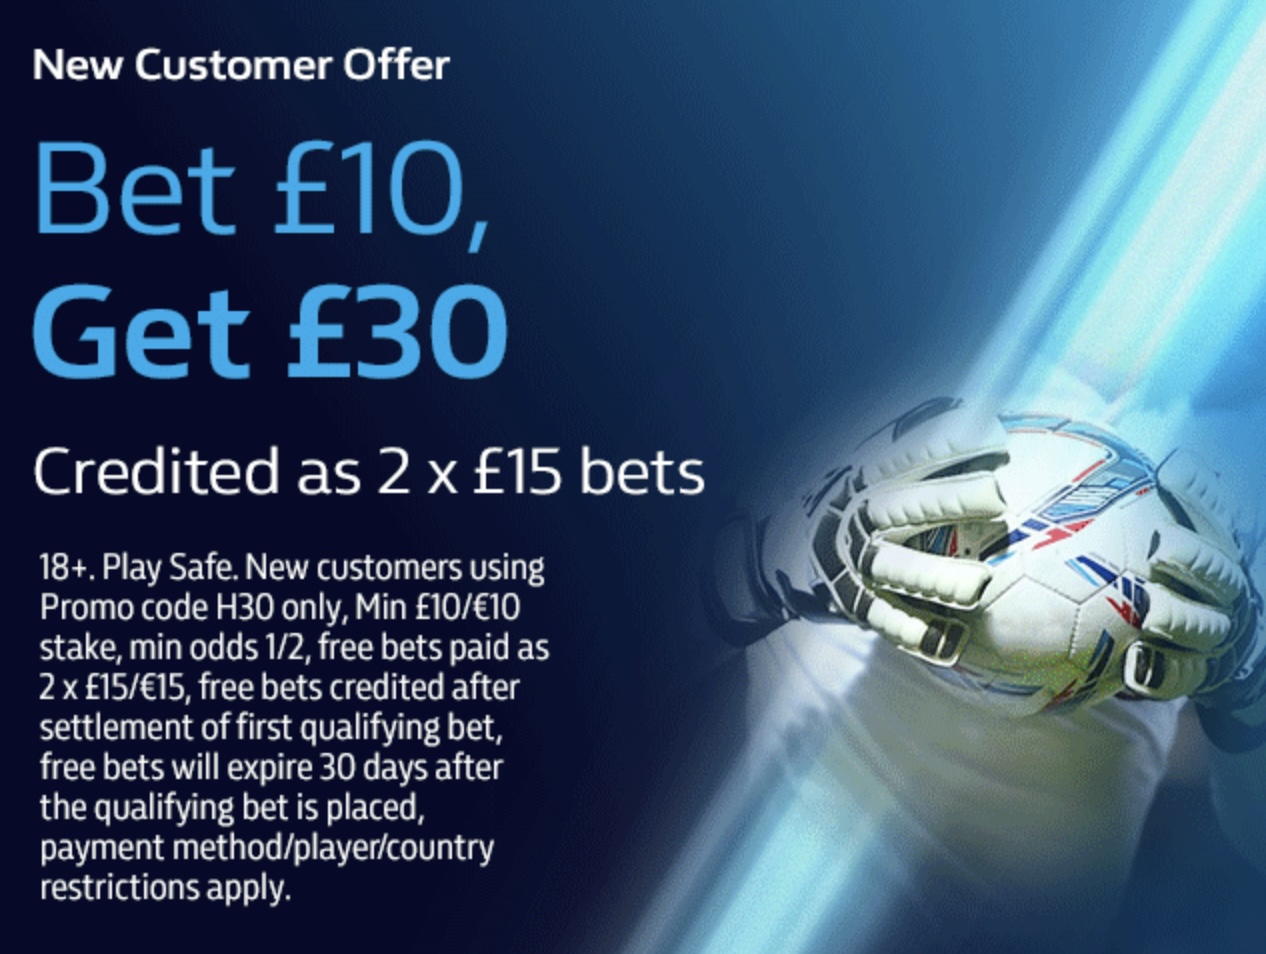 New Customer Offer
Bet £10,
Get £30
Credited as 2 x £15 bets
18+. Play Safe. New customers using
Promo code H30 only, Min £10/€10
stake, min odds 1/2, free bets paid as
2 x £15/€15, free bets credited after
settlement of first qualifying bet,
free bets will expire 30 days after
the qualifying bet is placed,
payment method/player/country
restrictions apply.